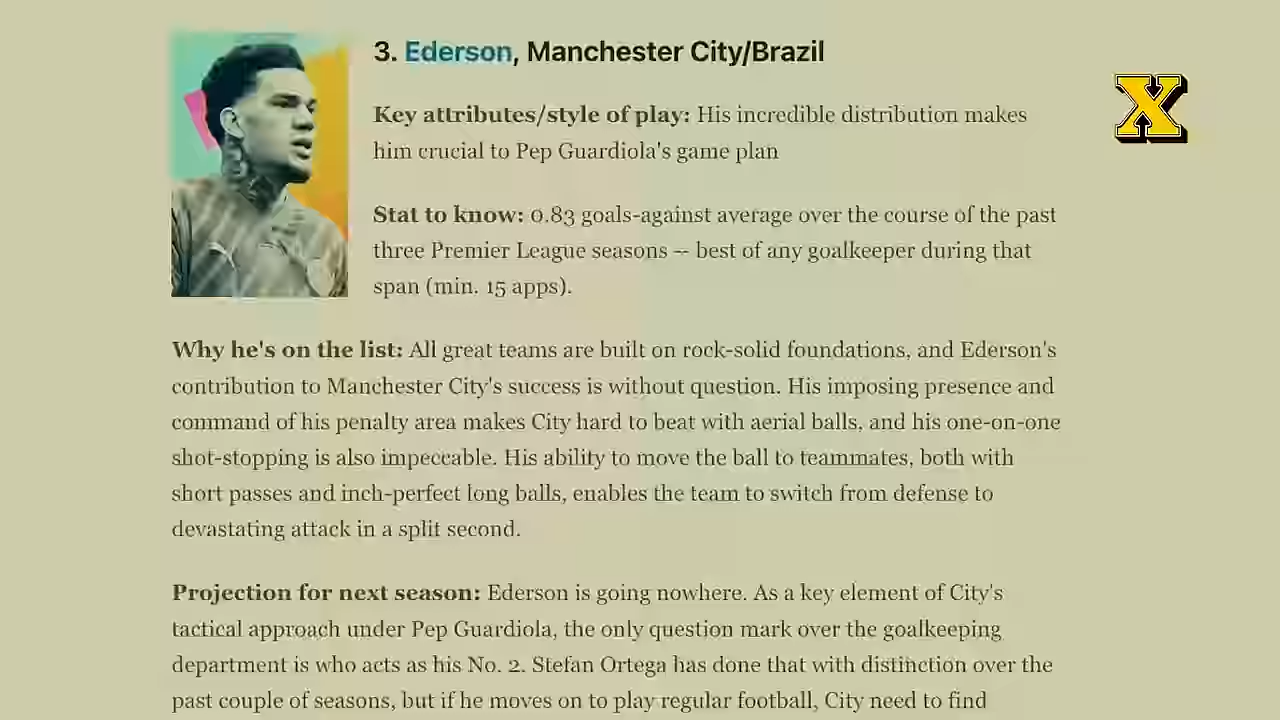 3. Ederson, Manchester City/Brazil
Key attributes/style of play: His incredible distribution makes
him crucial to Pep Guardiola's game plan
Stat to know: 0.83 goals-against average over the course of the past
three Premier League seasons -- best of any goalkeeper during that
span (min. 15 apps).
Why he's on the list: All great teams are built on rock-solid foundations, and Ederson's
contribution to Manchester City's success is without question. His imposing presence and
command of his penalty area makes City hard to beat with aerial balls, and his one-on-one
shot-stopping is also impeccable. His ability to move the ball to teammates, both with
short passes and inch-perfect long balls, enables the team to switch from defense to
devastating attack in a split second.
Projection for next season: Ederson is going nowhere. As a key element of City's
tactical approach under Pep Guardiola, the only question mark over the goalkeeping
department is who acts as his No. 2. Stefan Ortega has done that with distinction over the
past couple of seasons, but if he moves on to play regular football, City need to find
X